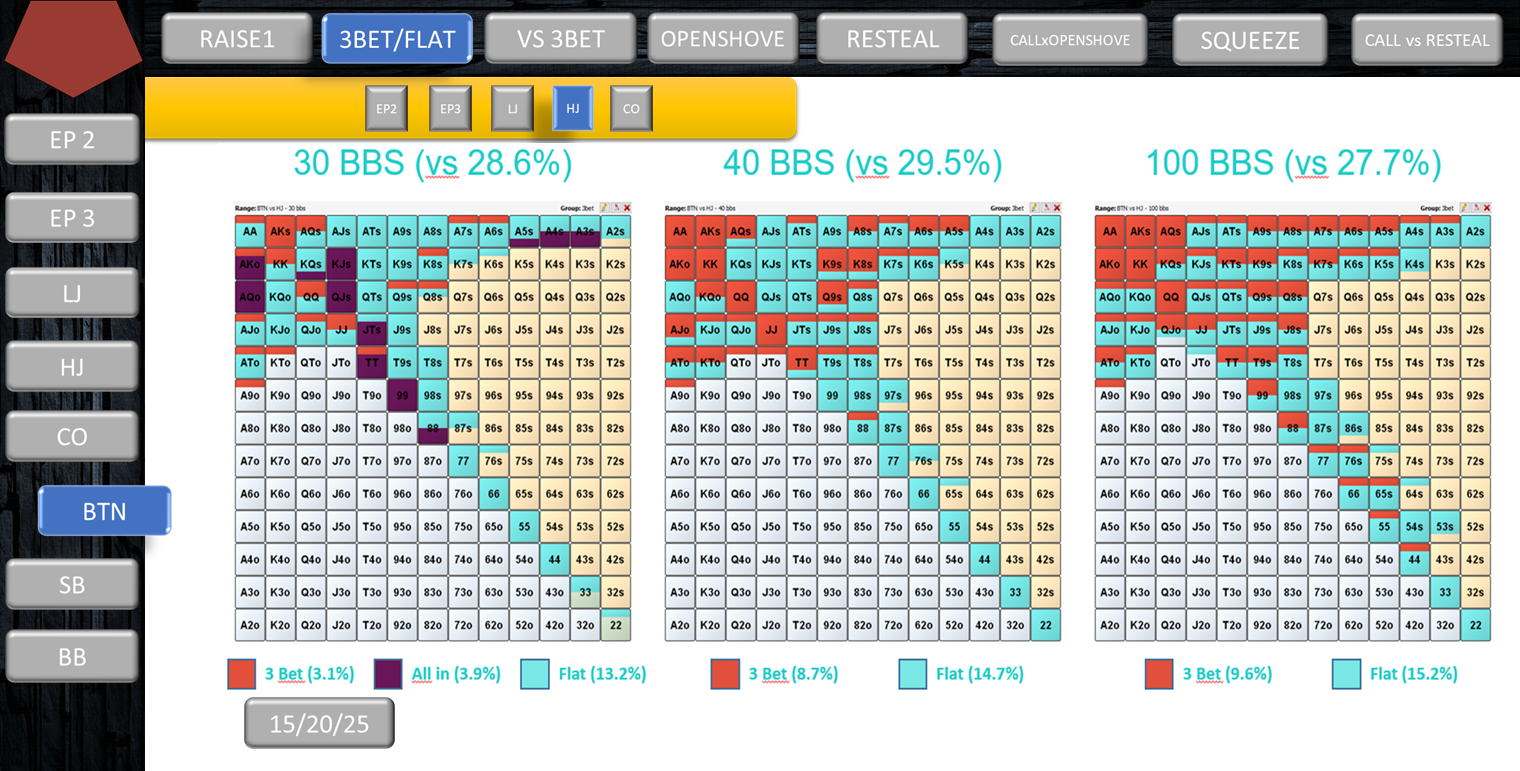 RAISE1 3BET/FLAT VS 3BET OPENSHOVE RESTEAL CALLxOPENSHOVE SQUEEZE CALL vs RESTEAL
EP2 EP3 LJ HJ CO
EP 2
EP 3
LJ
HJ
CO
BTN
SB
BB
30 BBS (vs 28.6%) 40 BBS (vs 29.5%) 100 BBS (vs 27.7%)
Range: BTN vs HJ - 30 bbs Group: 3bet
AA AKs AQs AJs ATs A9s A8s A7s A6s A5s A4s A3s A2s
AKo KK KQs KJs KTs K9s K8s K7s K6s K5s K4s K3s K2s
AQo KQo QQ QJs QTs Q9s Q8s Q7s Q6s Q5s Q4s Q3s Q2s
AJo KJo QJo JJ JTs J9s J8s J7s J6s J5s J4s J3s J2s
ATo KTo QTo JTo TT T9s T8s T7s T6s T5s T4s T3s T2s
A9o K9o Q9o J9o T9o 99 98s 97s 96s 95s 94s 93s 92s
A8o K8o Q8o J8o T8o 98o 88 87s 86s 85s 84s 83s 82s
A7o K7o Q7o J7o T7o 97o 87o 77 76s 75s 74s 73s 72s
A6o K6o Q6o J6o T6o 96o 86o 76o 66 65s 64s 63s 62s
A5o K5o Q5o J5o T5o 95o 85o 75o 65o 55 54s 53s 52s
A4o K4o Q4o J4o T4o 94o 84o 74o 64o 54o 44 43s 42s
A3o K3o Q3o J3o T3o 93o 83o 73o 63o 53o 43o 33 32s
A2o K2o Q2o J2o T2o 92o 82o 72o 62o 52o 42o 32o 22
3 Bet (3.1%) All in (3.9%) Flat (13.2%)
Range: BTN vs HJ - 40 bbs Group: 3bet
AA AKs AQs AJs ATs A9s A8s A7s A6s A5s A4s A3s A2s
AKo KK KQs KJs KTs K9s K8s K7s K6s K5s K4s K3s K2s
AQo KQo QQ QJs QTs Q9s Q8s Q7s Q6s Q5s Q4s Q3s Q2s
AJo KJo QJo JJ JTs J9s J8s J7s J6s J5s J4s J3s J2s
ATo KTo QTo JTo TT T9s T8s T7s T6s T5s T4s T3s T2s
A9o K9o Q9o J9o T9o 99 98s 97s 96s 95s 94s 93s 92s
A8o K8o Q8o J8o T8o 98o 88 87s 86s 85s 84s 83s 82s
A7o K7o Q7o J7o T7o 97o 87o 77 76s 75s 74s 73s 72s
A6o K6o Q6o J6o T6o 96o 86o 76o 66 65s 64s 63s 62s
A5o K5o Q5o J5o T5o 95o 85o 75o 65o 55 54s 53s 52s
A4o K4o Q4o J4o T4o 94o 84o 74o 64o 54o 44 43s 42s
A3o K3o Q3o J3o T3o 93o 83o 73o 63o 53o 43o 33 32s
A2o K2o Q2o J2o T2o 92o 82o 72o 62o 52o 42o 32o 22
3 Bet (8.7%) Flat (14.7%)
Range: BTN vs HJ - 100 bbs Group: 3bet
AA AKs AQs AJs ATs A9s A8s A7s A6s A5s A4s A3s A2s
AKo KK KQs KJs KTs K9s K8s K7s K6s K5s K4s K3s K2s
AQo KQo QQ QJs QTs Q9s Q8s Q7s Q6s Q5s Q4s Q3s Q2s
AJo KJo QJo JJ JTs J9s J8s J7s J6s J5s J4s J3s J2s
ATo KTo QTo JTo TT T9s T8s T7s T6s T5s T4s T3s T2s
A9o K9o Q9o J9o T9o 99 98s 97s 96s 95s 94s 93s 92s
A8o K8o Q8o J8o T8o 98o 88 87s 86s 85s 84s 83s 82s
A7o K7o Q7o J7o T7o 97o 87o 77 76s 75s 74s 73s 72s
A6o K6o Q6o J6o T6o 96o 86o 76o 66 65s 64s 63s 62s
A5o K5o Q5o J5o T5o 95o 85o 75o 65o 55 54s 53s 52s
A4o K4o Q4o J4o T4o 94o 84o 74o 64o 54o 44 43s 42s
A3o K3o Q3o J3o T3o 93o 83o 73o 63o 53o 43o 33 32s
A2o K2o Q2o J2o T2o 92o 82o 72o 62o 52o 42o 32o 22
3 Bet (9.6%) Flat (15.2%)
15/20/25